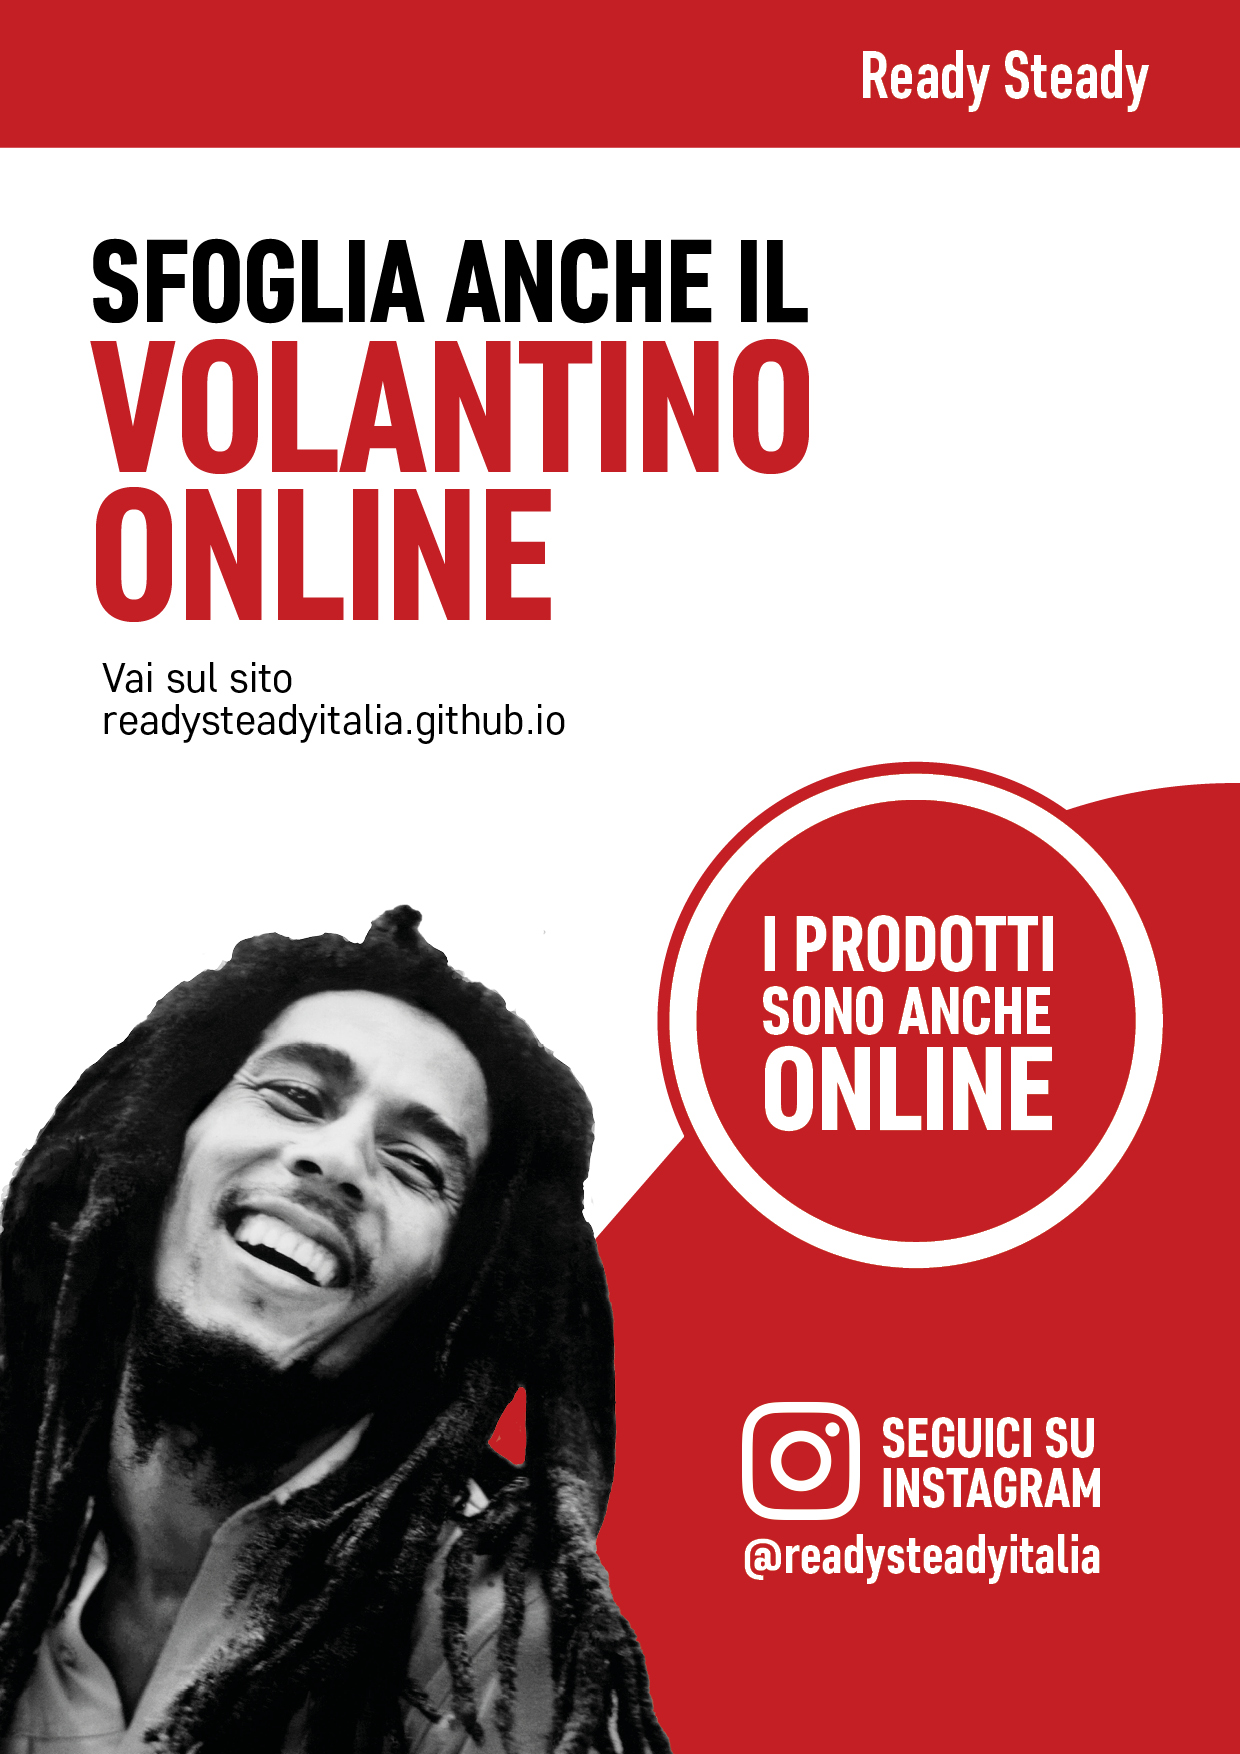 Ready Steady
SFOGLIA ANCHE IL
VOLANTINO
ONLINE
Vai sul sito
readysteadyitalia.github.io
I PRODOTTI
SONO ANCHE
ONLINE
SEGUICI SU
INSTAGRAM
@readysteadyitalia